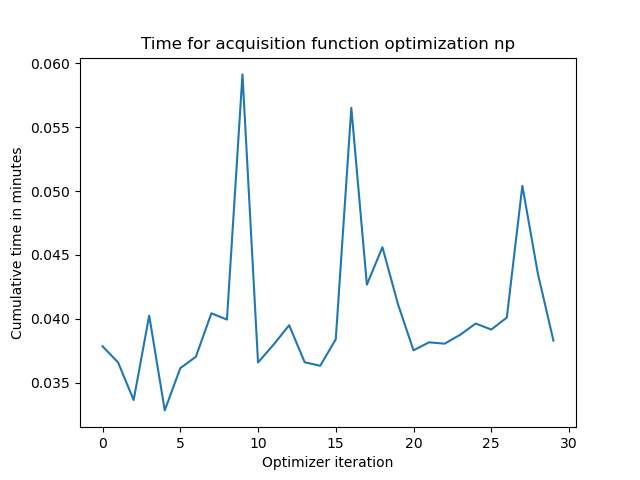 Time for acquisition function optimization np
0.060
0.055
0.050
0.045
0.040
0.035
Cumulative time in minutes
0 5 10 15 20 25 30
Optimizer iteration